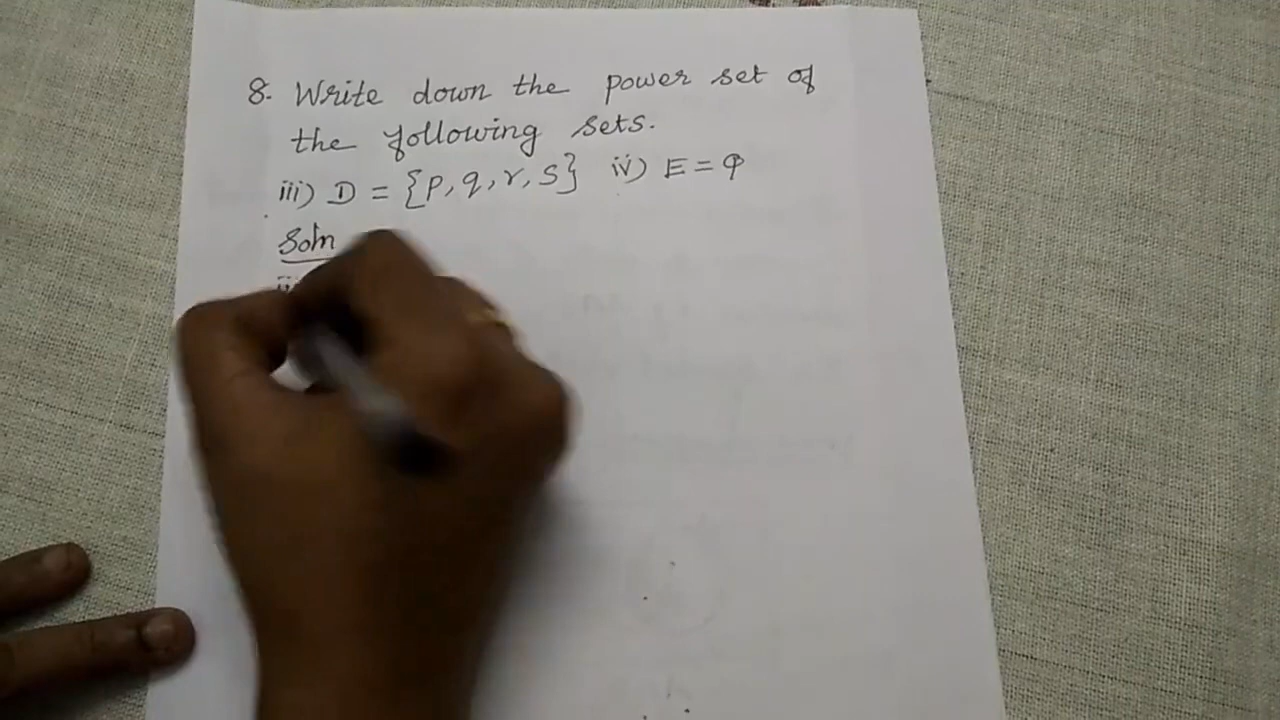 8. Write down the power set of
the following sets.
iii) D = {p, q, r, s} iv) E = φ
Soln